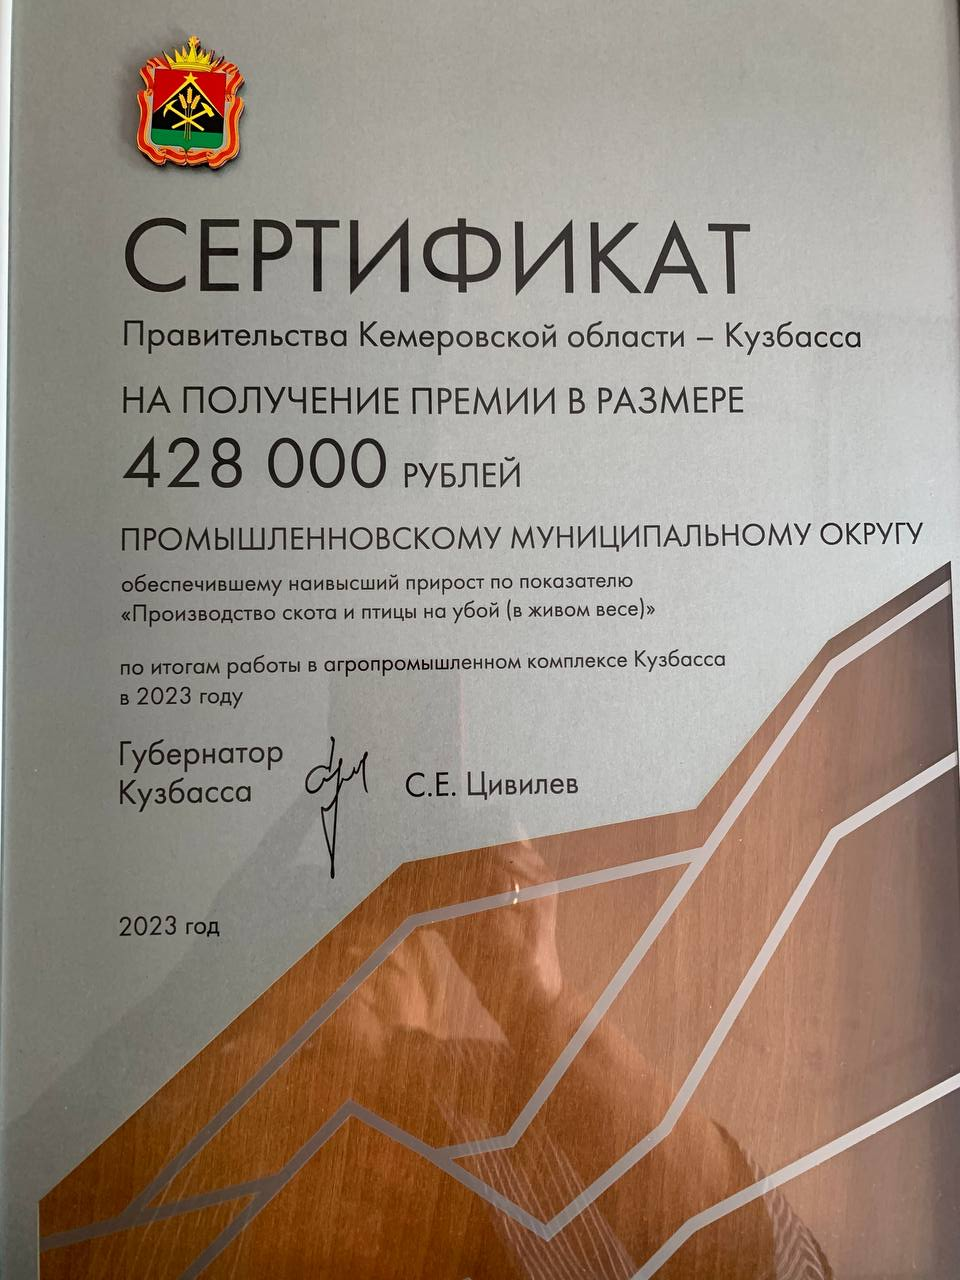 СЕРТИФИКАТ
Правительства Кемеровской области – Кузбасса
НА ПОЛУЧЕНИЕ ПРЕМИИ В РАЗМЕРЕ
428 000 РУБЛЕЙ
ПРОМЫШЛЕННОВСКОМУ МУНИЦИПАЛЬНОМУ ОКРУГУ
обеспечившему наивысший прирост по показателю
«Производство скота и птицы на убой (в живом весе)»
по итогам работы в агропромышленном комплексе Кузбасса
в 2023 году
Губернатор
Кузбасса
С.Е. Цивилев
2023 год